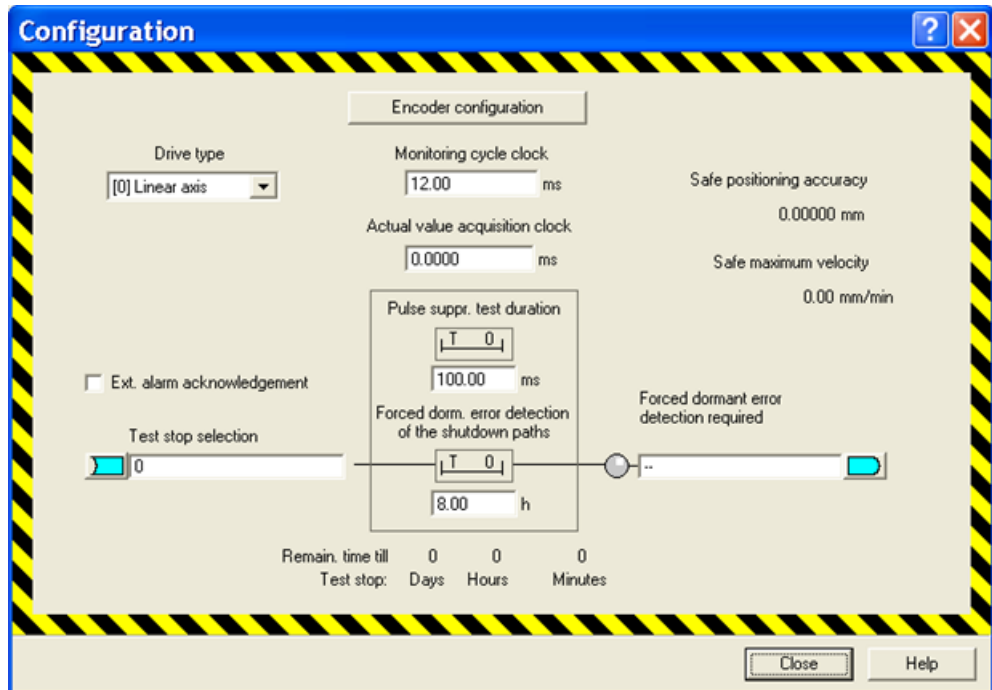 Configuration
Encoder configuration
Drive type
Monitoring cycle clock
[0] Linear axis
12.00 ms
Safe positioning accuracy
0.00000 mm
Actual value acquisition clock
0.0000 ms
Safe maximum velocity
0.00 mm/min
Pulse suppr. test duration
T 0
100.00 ms
Ext. alarm acknowledgement
Forced dorm. error detection
of the shutdown paths
Forced dormant error
detection required
Test stop selection
0
T 0
--
8.00 h
Remain. time till 0 0 0
Test stop: Days Hours Minutes
Close
Help